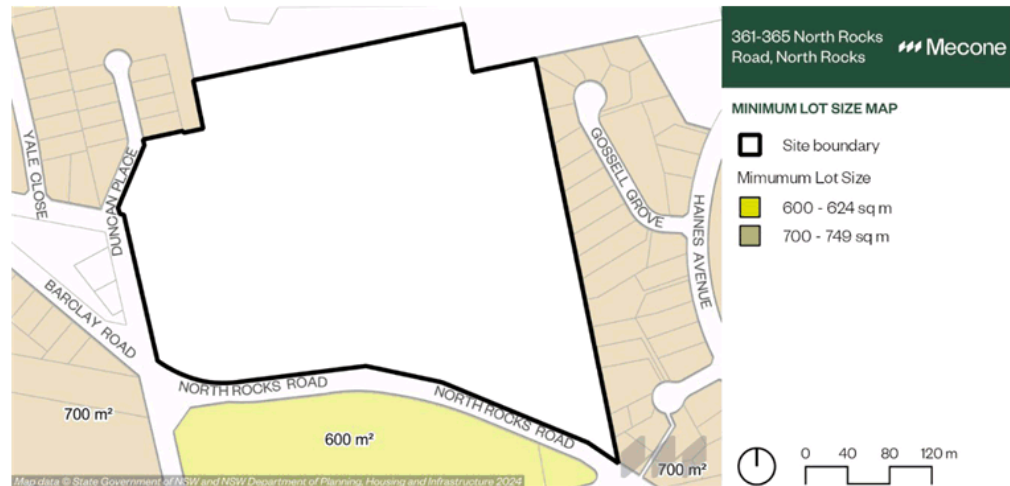 361-365 North Rocks
Road, North Rocks
Mecone
MINIMUM LOT SIZE MAP
Site boundary
Mimumum Lot Size
600 - 624 sq m
700 - 749 sq m
YALE CLOSE
DUNCAN PLACE
BARCLAY ROAD
NORTH ROCKS ROAD
NORTH ROCKS ROAD
GOSSELL GROVE
HAINES AVENUE
700 m²
600 m²
700 m²
0 40 80 120 m
Map data © State Government of NSW and NSW Department of Planning, Housing and Infrastructure 2024